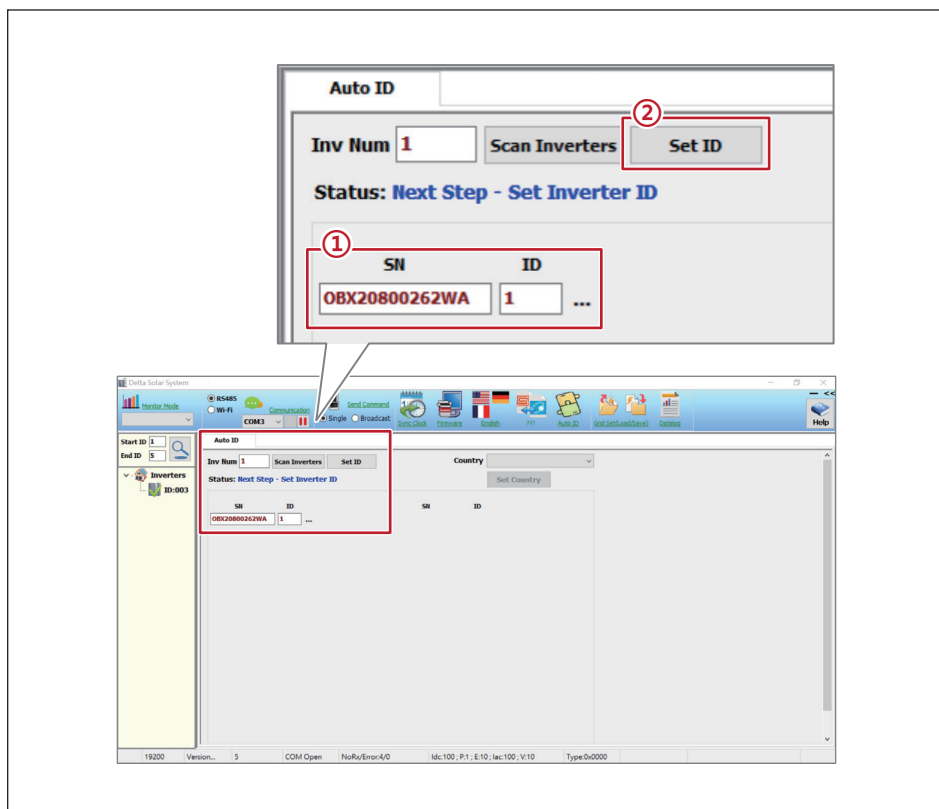 Auto ID
②
Inv Num 1 Scan Inverters Set ID
Status: Next Step - Set Inverter ID
①
SN ID
OBX20800262WA 1 ...
Delta Solar System
Monitor Mode
RS485
Wi-Fi
COM3
Communication
Send Command
Single Broadcast
Sync Clock
Firmware
English
Auto ID
Grid Set(Load/Save)
Datalog
<<
Help
Start ID 1
End ID 5
Inverters
ID:003
Auto ID
Inv Num 1 Scan Inverters Set ID
Country
Status: Next Step - Set Inverter ID
Set Country
SN ID SN ID
OBX20800262WA 1 ...
19200 Version... 5 COM Open NoRx/Error:4/0 Idc:100 ; P:1 ; E:10 ; Iac:100 ; V:10 Type:0x0000